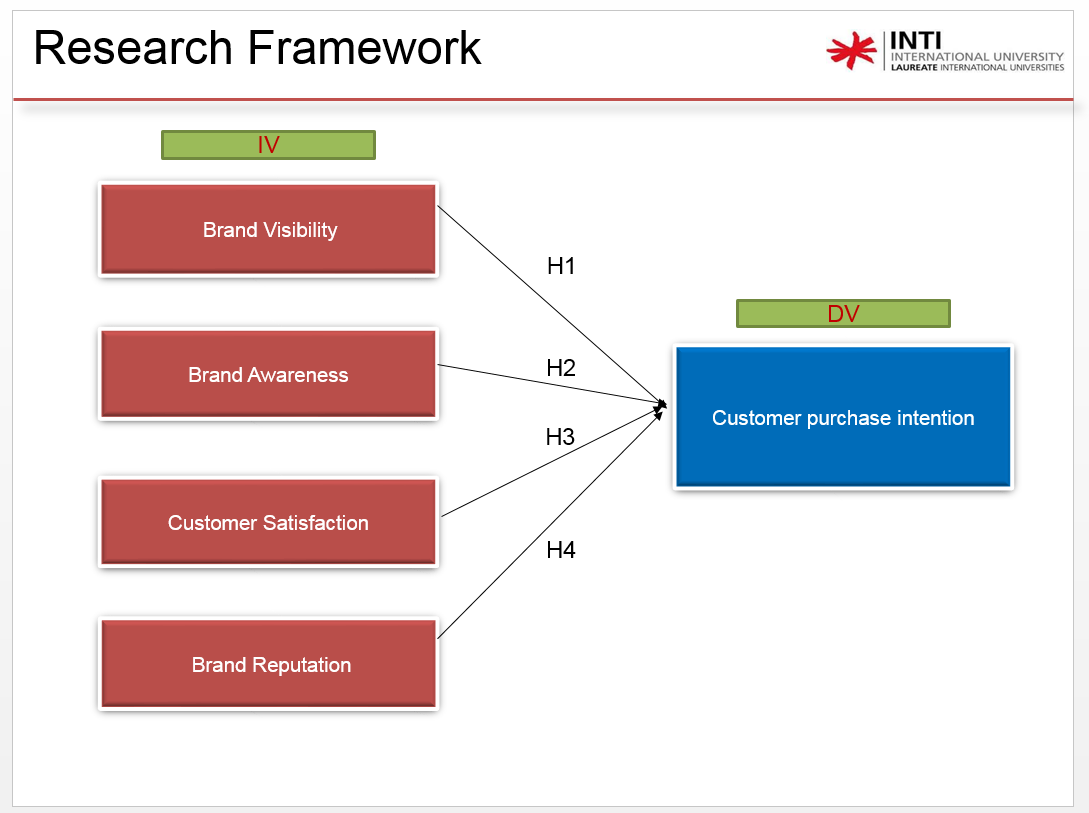 Research Framework
INTI
INTERNATIONAL UNIVERSITY
LAUREATE INTERNATIONAL UNIVERSITIES
IV
Brand Visibility
H1
DV
Brand Awareness
H2
Customer purchase intention
H3
Customer Satisfaction
H4
Brand Reputation